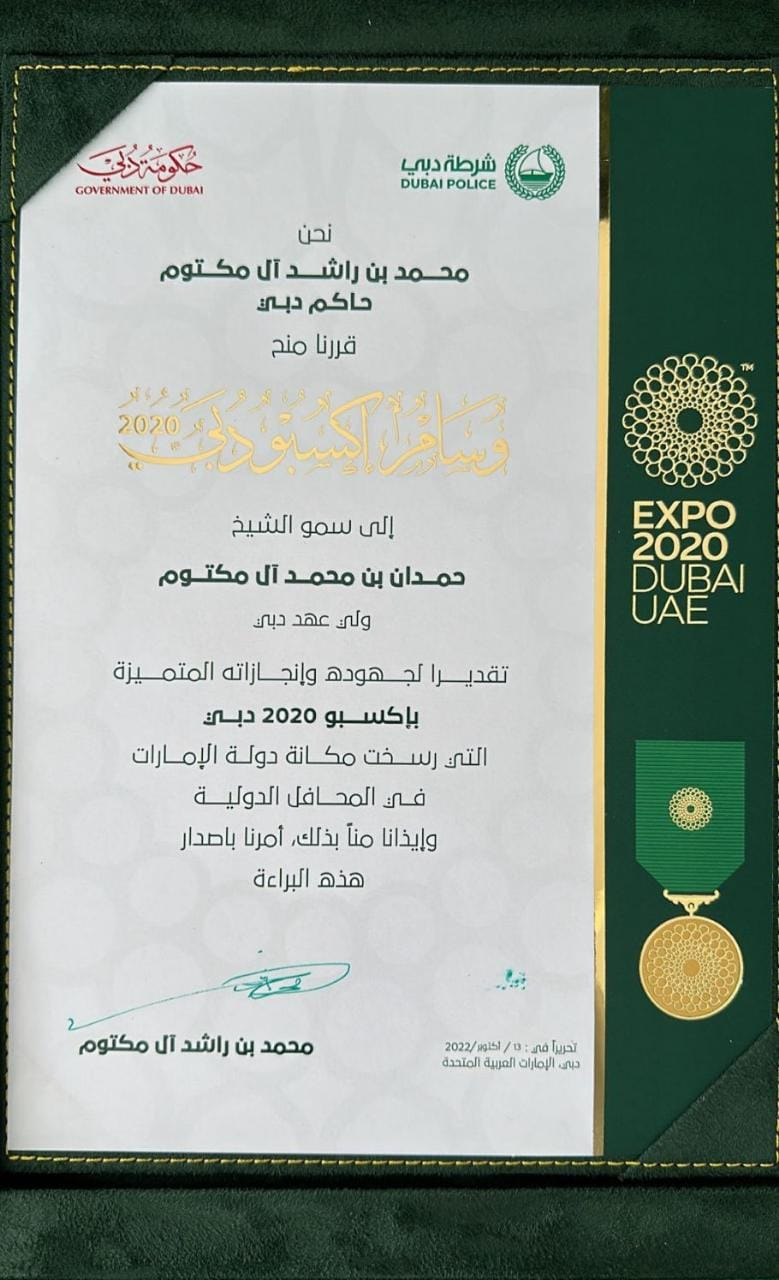 حكومة دبي
GOVERNMENT OF DUBAI
شرطة دبي
DUBAI POLICE
نحن
محمد بن راشد آل مكتوم
حاكم دبي
قررنا منح
وسام إكسبو دبي 2020
إلى سمو الشيخ
حمدان بن محمد آل مكتوم
ولي عهد دبي
تقديرا لجهوده وإنجازاته المتميزة
بإكسبو 2020 دبي
التي رسخت مكانة دولة الإمارات
في المحافل الدولية
وإيذانا مناً بذلك، أمرنا باصدار
هذه البراءة
محمد بن راشد آل مكتوم
تحريراً في : 13 / أكتوبر/2022
دبي، الإمارات العربية المتحدة
TM
EXPO
2020
DUBAI
UAE